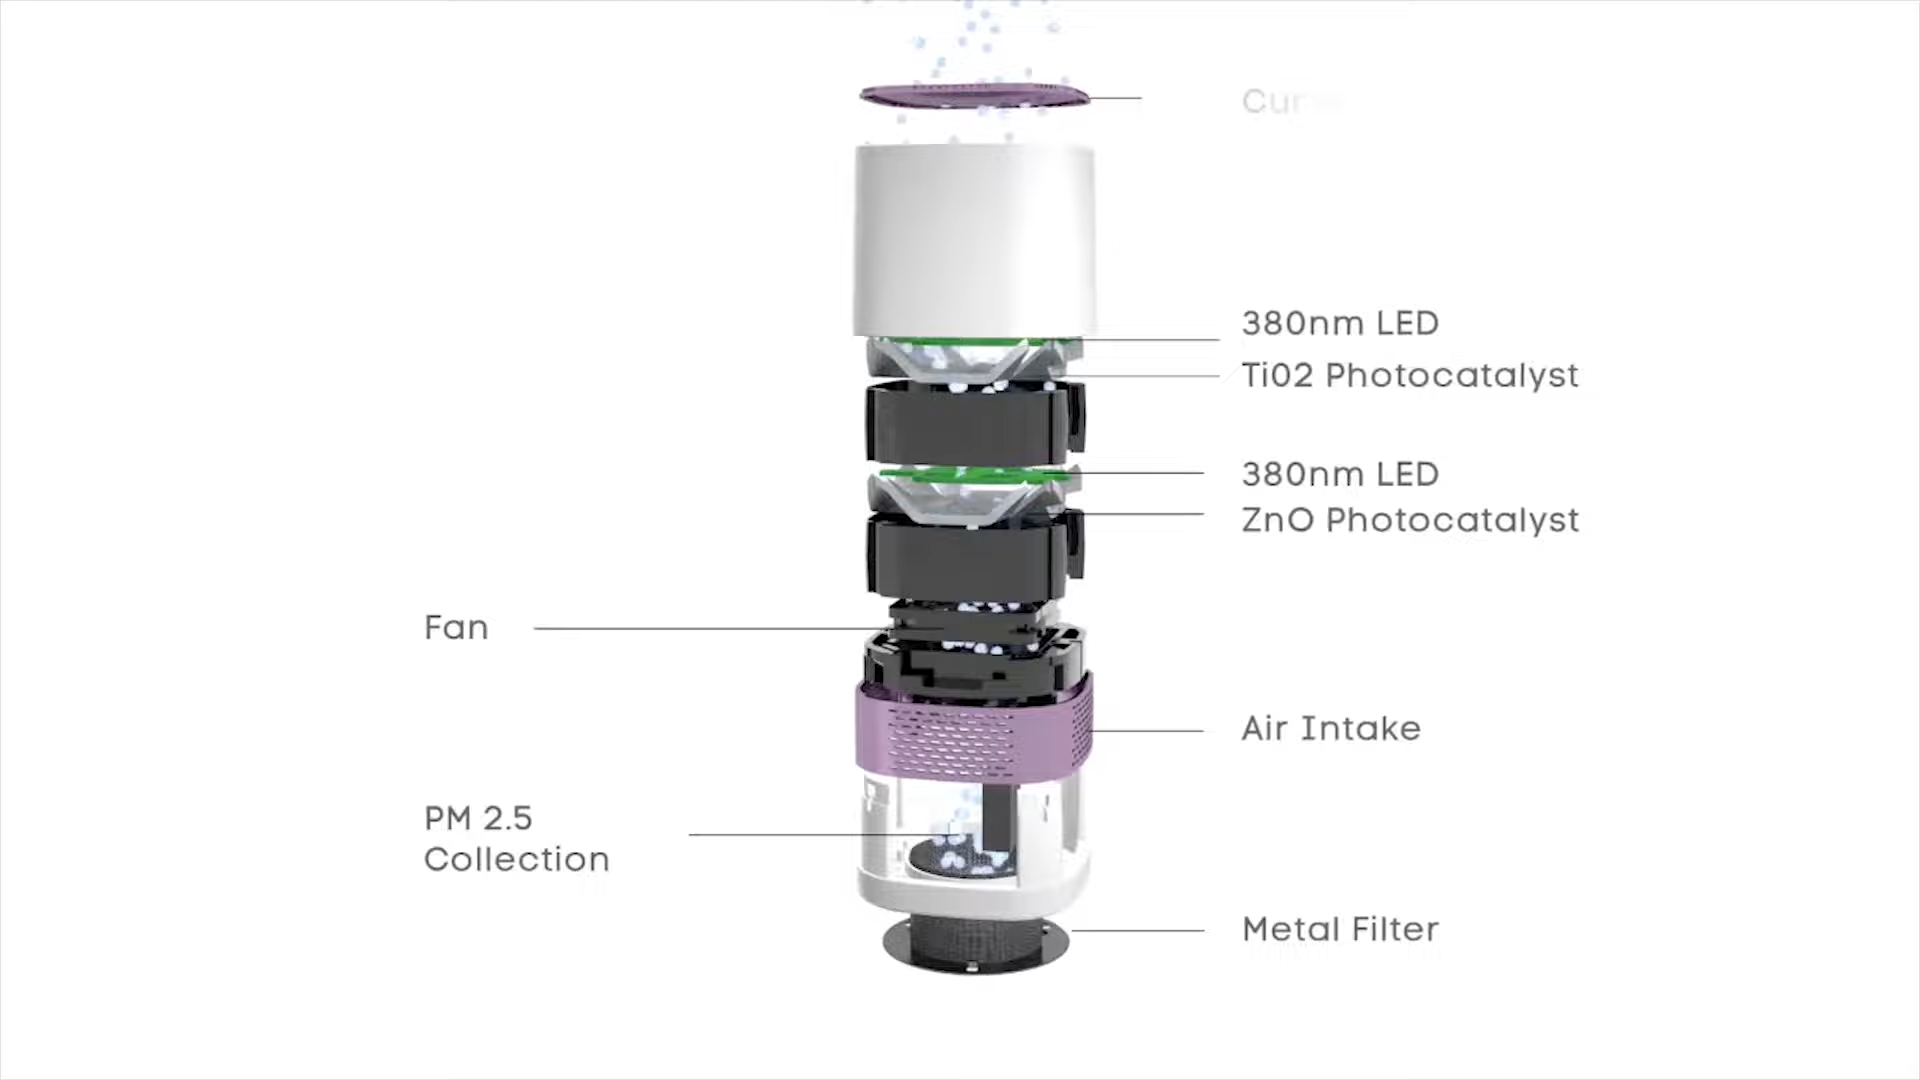 380nm LED
Ti02 Photocatalyst
380nm LED
ZnO Photocatalyst
Fan
Air Intake
PM 2.5
Collection
Metal Filter